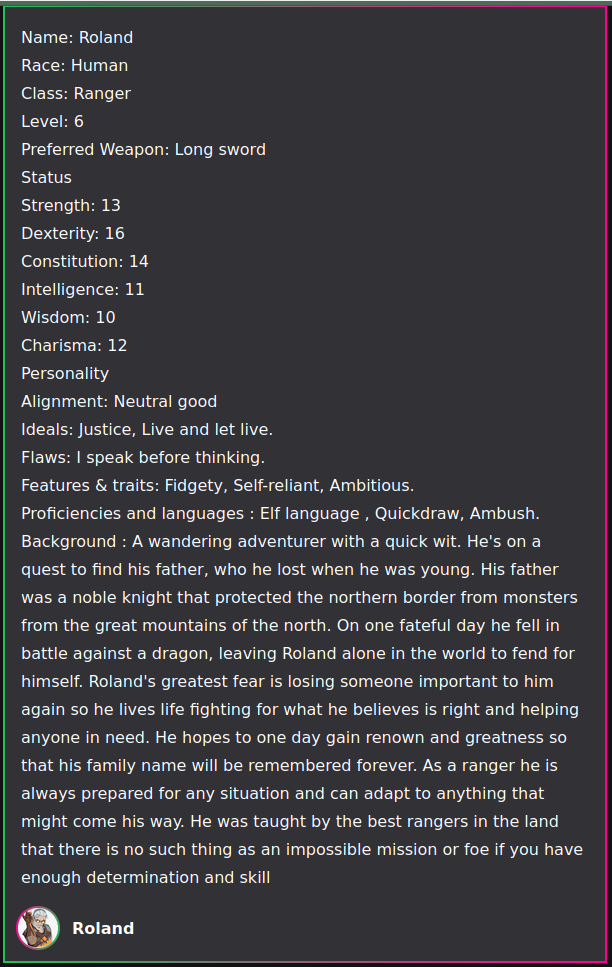 Name: Roland
Race: Human
Class: Ranger
Level: 6
Preferred Weapon: Long sword
Status
Strength: 13
Dexterity: 16
Constitution: 14
Intelligence: 11
Wisdom: 10
Charisma: 12
Personality
Alignment: Neutral good
Ideals: Justice, Live and let live.
Flaws: I speak before thinking.
Features & traits: Fidgety, Self-reliant, Ambitious.
Proficiencies and languages : Elf language , Quickdraw, Ambush.
Background : A wandering adventurer with a quick wit. He's on a
quest to find his father, who he lost when he was young. His father
was a noble knight that protected the northern border from monsters
from the great mountains of the north. On one fateful day he fell in
battle against a dragon, leaving Roland alone in the world to fend for
himself. Roland's greatest fear is losing someone important to him
again so he lives life fighting for what he believes is right and helping
anyone in need. He hopes to one day gain renown and greatness so
that his family name will be remembered forever. As a ranger he is
always prepared for any situation and can adapt to anything that
might come his way. He was taught by the best rangers in the land
that there is no such thing as an impossible mission or foe if you have
enough determination and skill
Roland